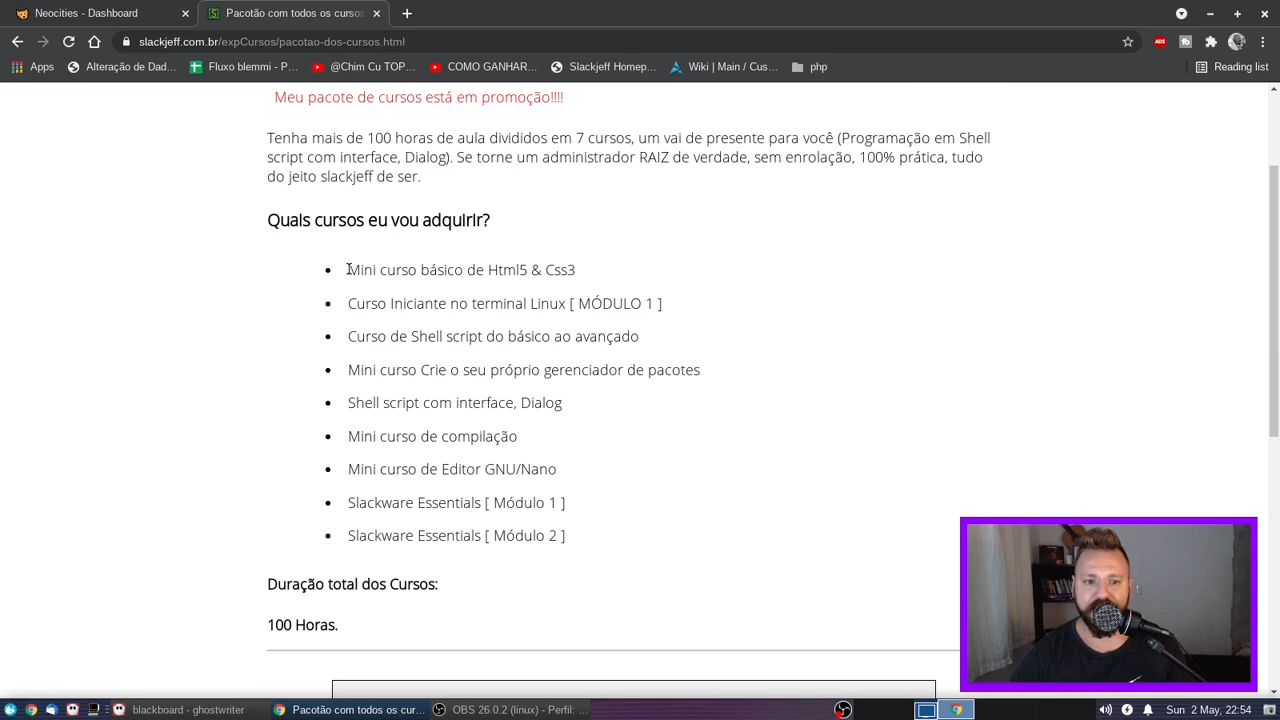 Neocities - Dashboard
Pacotão com todos os cursos
slackjeff.com.br/expCursos/pacotao-dos-cursos.html
ADS
Apps
Alteração de Dad...
Fluxo blemmi - P...
@Chim Cu TOP...
COMO GANHAR...
Slackjeff Homep...
Wiki | Main / Cus...
php
Reading list
Meu pacote de cursos está em promoção!!!!
Tenha mais de 100 horas de aula divididos em 7 cursos, um vai de presente para você (Programação em Shell
script com interface, Dialog). Se torne um administrador RAIZ de verdade, sem enrolação, 100% prática, tudo
do jeito slackjeff de ser.
Quais cursos eu vou adquirir?
Mini curso básico de Html5 & Css3
Curso Iniciante no terminal Linux [ MÓDULO 1 ]
Curso de Shell script do básico ao avançado
Mini curso Crie o seu próprio gerenciador de pacotes
Shell script com interface, Dialog
Mini curso de compilação
Mini curso de Editor GNU/Nano
Slackware Essentials [ Módulo 1 ]
Slackware Essentials [ Módulo 2 ]
Duração total dos Cursos:
100 Horas.
blackboard - ghostwriter
Pacotão com todos os cur...
OBS 26.0.2 (linux) - Perfil: ...
Sun 2 May, 22:54